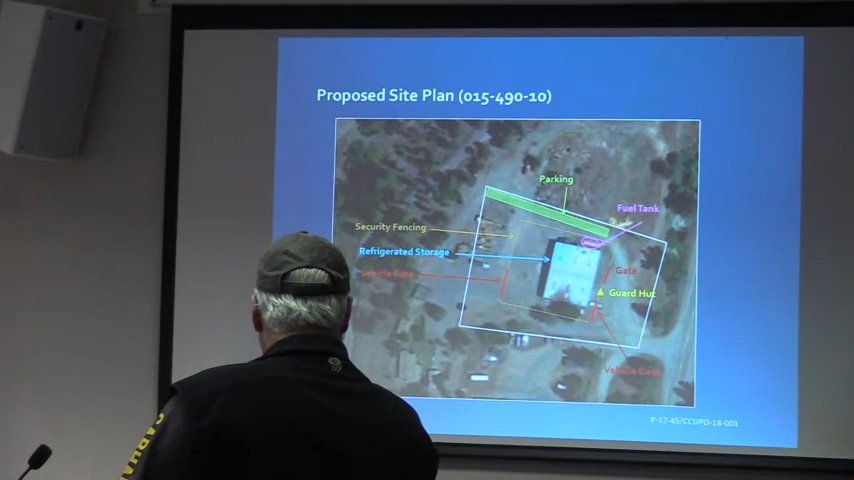 Proposed Site Plan (015-490-10)
Parking
Fuel Tank
Security Fencing
Refrigerated Storage
Vehicle Gate
Gate
Guard Hut
Vehicle Gate
P-17-45/CCUPD-18-001